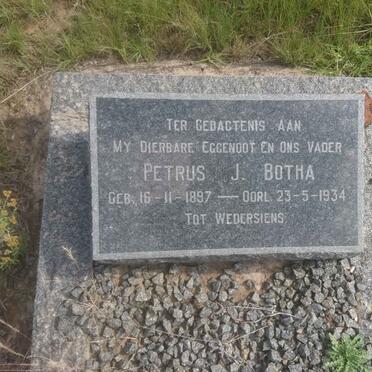 TER GEDAGTENIS AAN
MY DIERBARE EGGENOOT EN ONS VADER
PETRUS J. BOTHA
GEB. 16-11-1897 — OORL. 23-5-1934
TOT WEDERSIENS